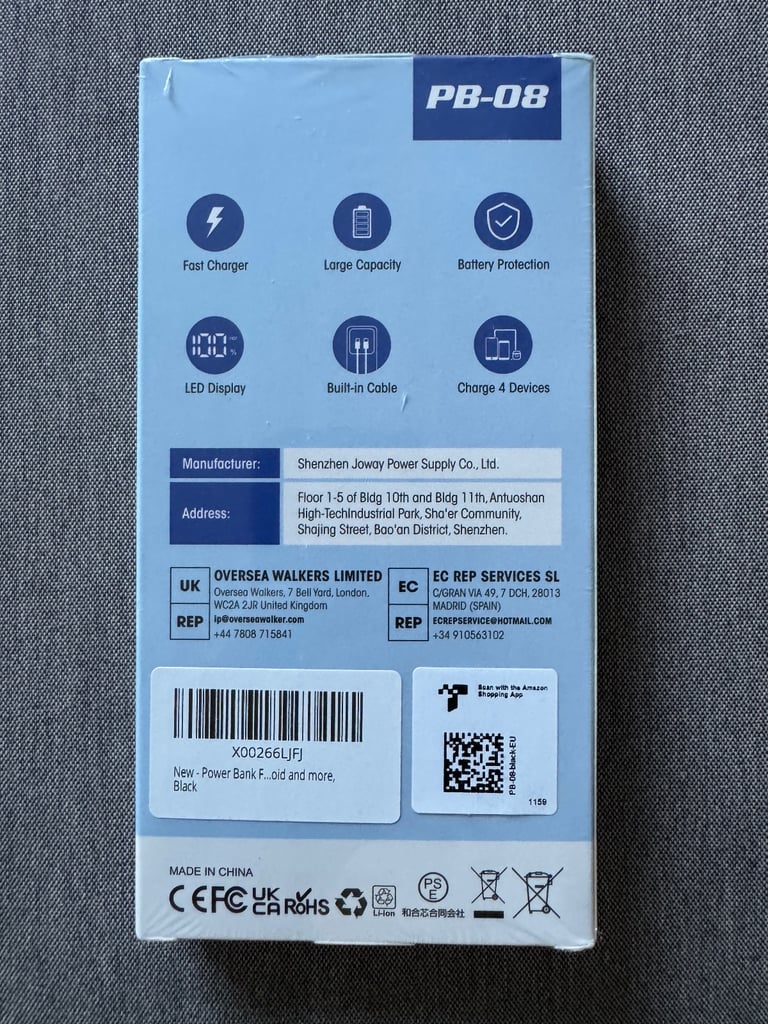 PB-08
Fast Charger
Large Capacity
Battery Protection
100 %
LED Display
Built-in Cable
Charge 4 Devices
Manufacturer:
Shenzhen Joway Power Supply Co., Ltd.
Address:
Floor 1-5 of Bldg 10th and Bldg 11th, Antuoshan
High-TechIndustrial Park, Sha'er Community,
Shajing Street, Bao'an District, Shenzhen.
UK
REP
OVERSEA WALKERS LIMITED
Oversea Walkers, 7 Bell Yard, London,
WC2A 2JR United Kingdom
ip@overseawalker.com
+44 7808 715841
EC
REP
EC REP SERVICES SL
C/GRAN VIA 49, 7 DCH, 28013
MADRID (SPAIN)
ECREPSERVICE@HOTMAIL.COM
+34 910563102
X00266LJFJ
New - Power Bank F...oid and more,
Black
Scan with the Amazon
Shopping App
PB-08-black-EU
1159
MADE IN CHINA
CE FC UK CA RoHS
Li-Ion
PS E
和合芯合同会社